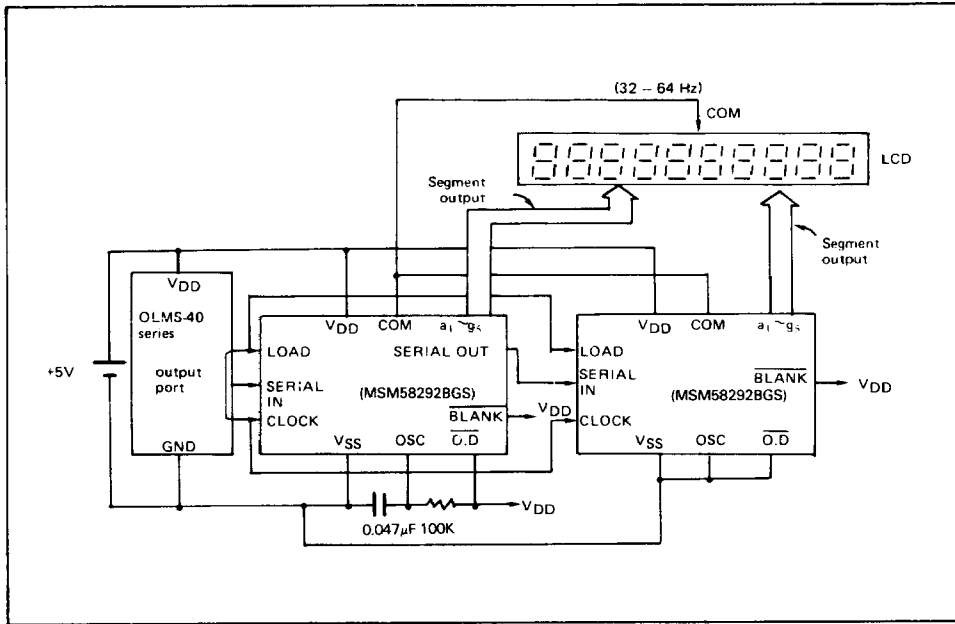 (32 – 64 Hz)
COM
LCD
Segment
output
Segment
output
VDD
OLMS-40
series
output
port
GND
+5V
VDD
COM
a1 ~g5
LOAD
SERIAL OUT
SERIAL
IN
(MSM58292BGS)
CLOCK
BLANK
VDD
VSS
OSC
O.D
0.047μF
100K
VDD
VDD
COM
a1 ~g5
LOAD
SERIAL
IN
BLANK
VDD
(MSM58292BGS)
CLOCK
VSS
OSC
O.D